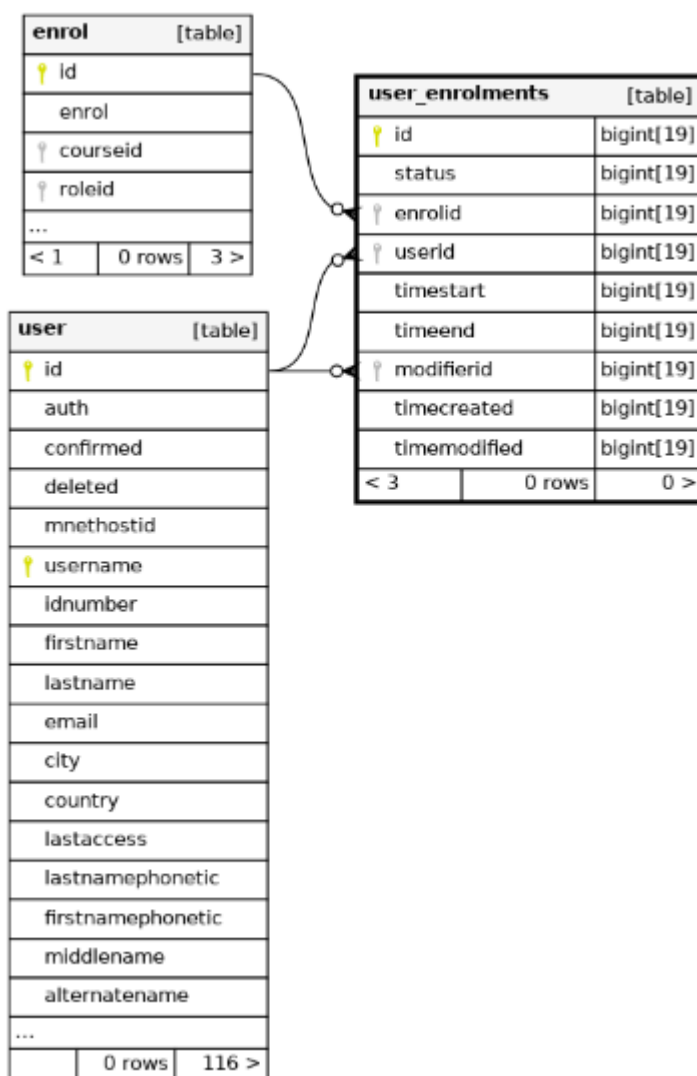 enrol [table]
id
enrol
courseid
roleid
...
< 1 0 rows 3 >
user_enrolments [table]
id bigint[19]
status bigint[19]
enrolid bigint[19]
userid bigint[19]
timestart bigint[19]
timeend bigint[19]
modifierid bigint[19]
timecreated bigint[19]
timemodified bigint[19]
< 3 0 rows 0 >
user [table]
id
auth
confirmed
deleted
mnethostid
username
idnumber
firstname
lastname
email
city
country
lastaccess
lastnamephonetic
firstnamephonetic
middlename
alternatename
...
0 rows 116 >